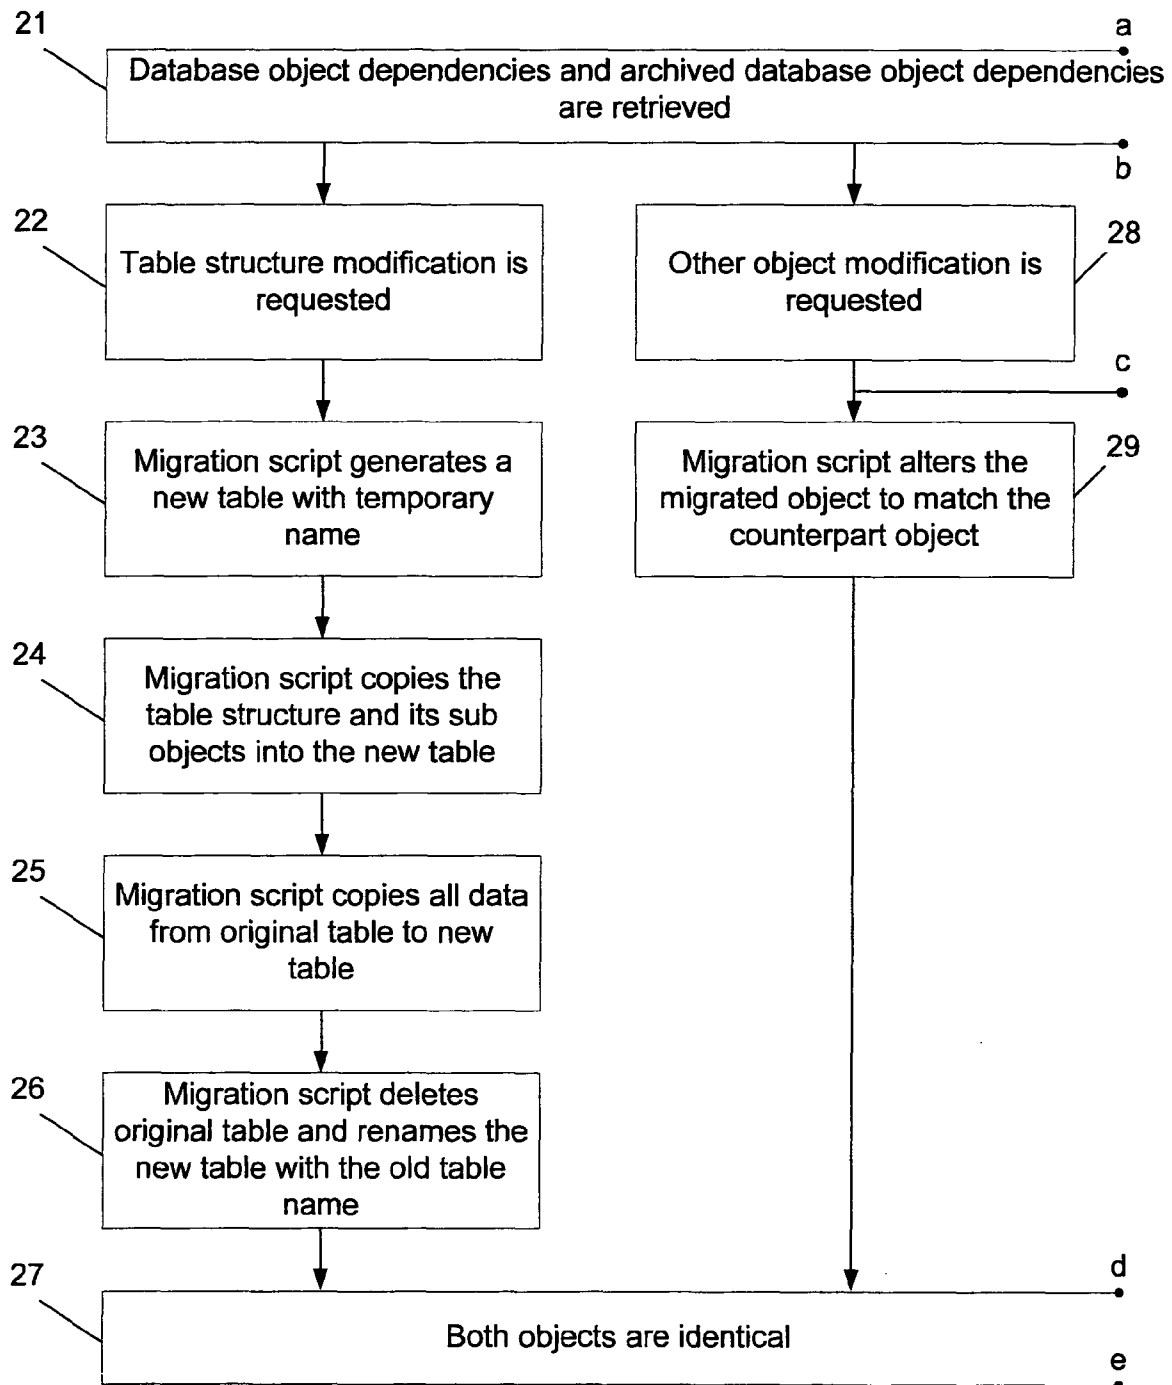 21
a
Database object dependencies and archived database object dependencies
are retrieved
b
22
Table structure modification is
requested
Other object modification is
requested
28
c
23
Migration script generates a
new table with temporary
name
Migration script alters the
migrated object to match the
counterpart object
29
24
Migration script copies the
table structure and its sub
objects into the new table
25
Migration script copies all data
from original table to new
table
26
Migration script deletes
original table and renames the
new table with the old table
name
27
d
Both objects are identical
e